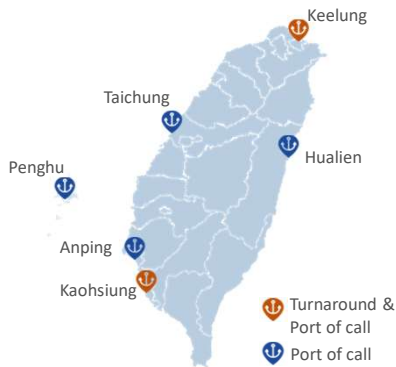 Keelung
Taichung
Hualien
Penghu
Anping
Kaohsiung
Turnaround &
Port of call
Port of call